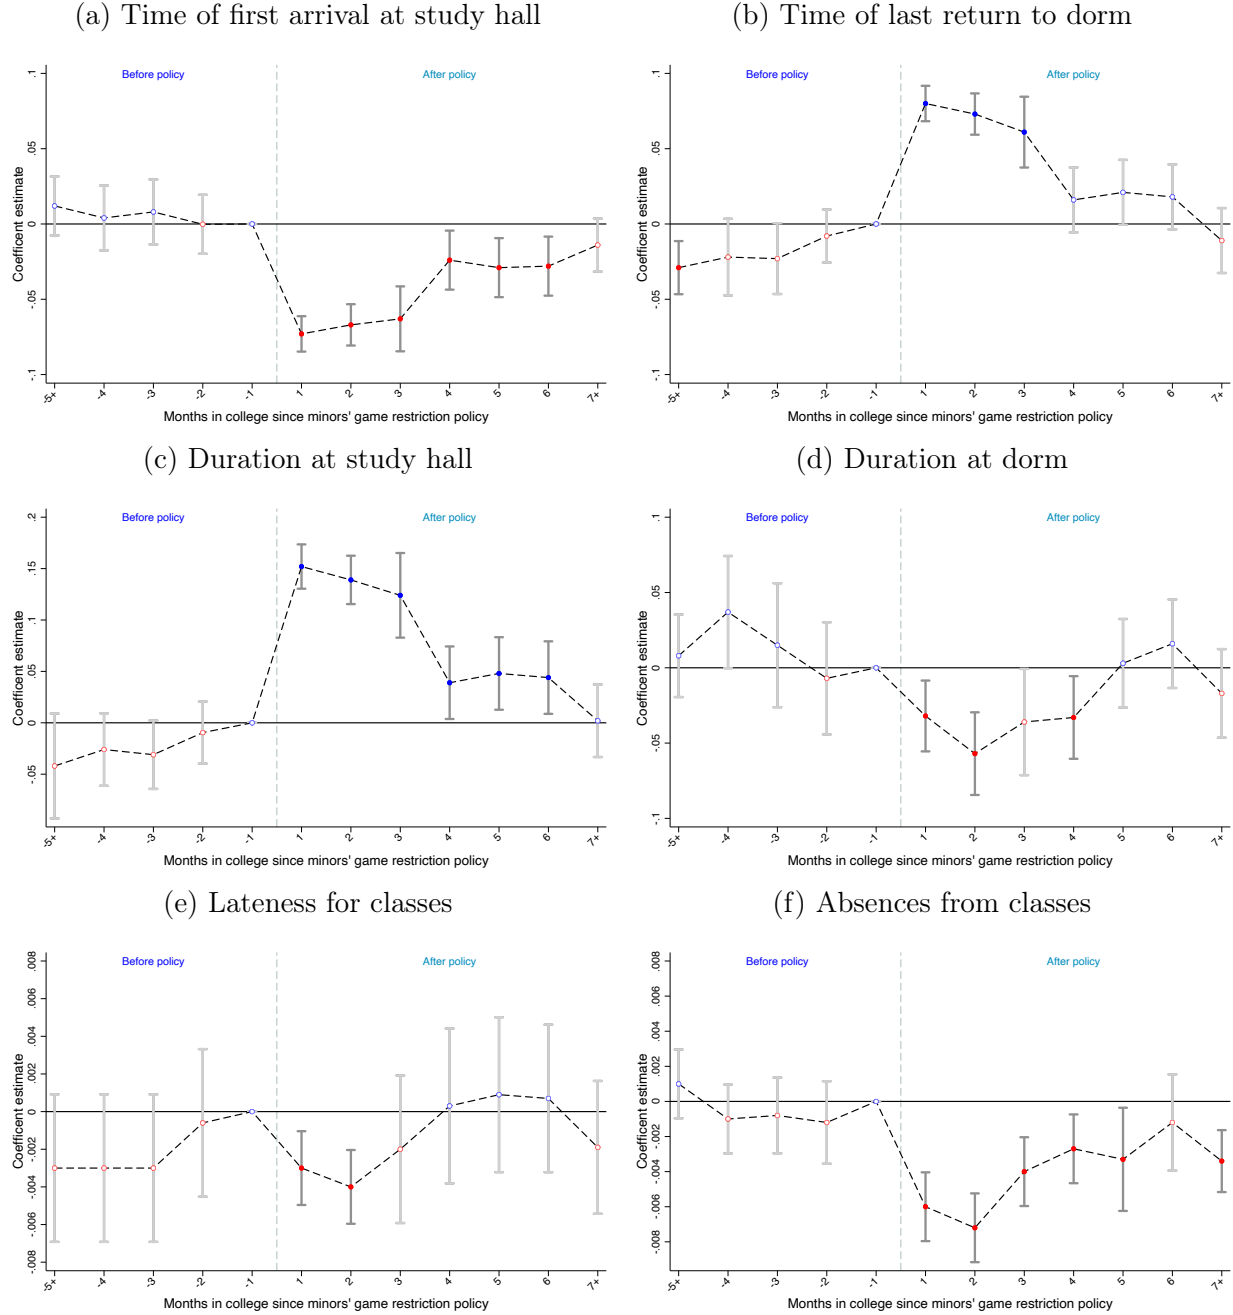 (a) Time of first arrival at study hall
Before policy
After policy
Coefficent estimate
.1
.05
0
-.05
-.1
-5+ -4 -3 -2 -1 1 2 3 4 5 6 7+
Months in college since minors' game restriction policy
(b) Time of last return to dorm
Before policy
After policy
Coefficent estimate
.1
.05
0
-.05
-.1
-5+ -4 -3 -2 -1 1 2 3 4 5 6 7+
Months in college since minors' game restriction policy
(c) Duration at study hall
Before policy
After policy
Coefficent estimate
.2
.15
.1
.05
0
-.05
-5+ -4 -3 -2 -1 1 2 3 4 5 6 7+
Months in college since minors' game restriction policy
(d) Duration at dorm
Before policy
After policy
Coefficent estimate
.1
.05
0
-.05
-.1
-5+ -4 -3 -2 -1 1 2 3 4 5 6 7+
Months in college since minors' game restriction policy
(e) Lateness for classes
Before policy
After policy
Coefficent estimate
.008
.006
.004
.002
0
-.002
-.004
-.006
-.008
-5+ -4 -3 -2 -1 1 2 3 4 5 6 7+
Months in college since minors' game restriction policy
(f) Absences from classes
Before policy
After policy
Coefficent estimate
.008
.006
.004
.002
0
-.002
-.004
-.006
-.008
-5+ -4 -3 -2 -1 1 2 3 4 5 6 7+
Months in college since minors' game restriction policy